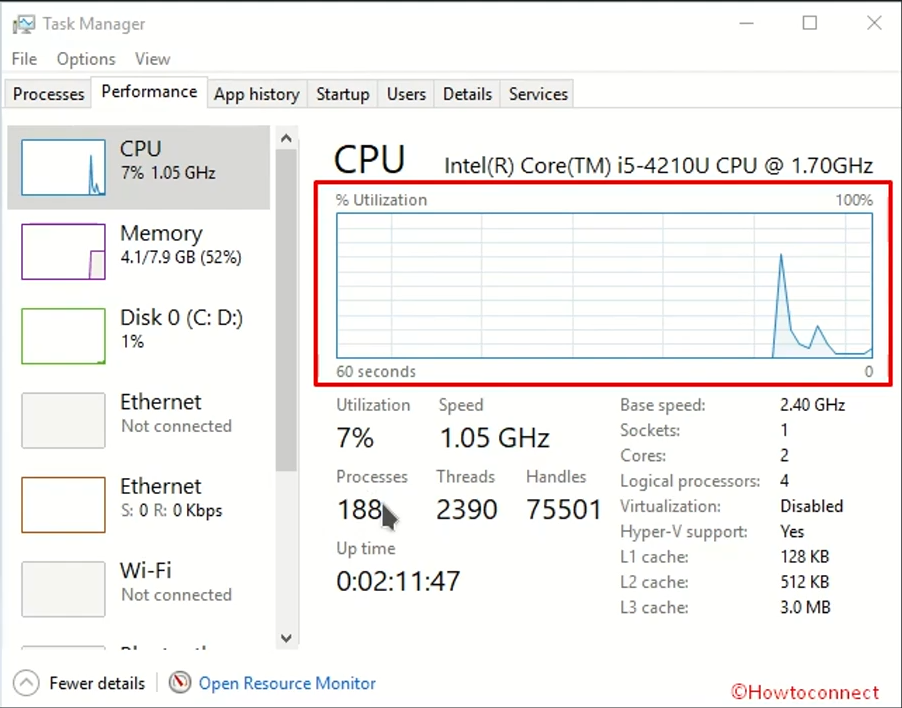 Task Manager
File Options View
Processes Performance App history Startup Users Details Services
CPU
7% 1.05 GHz
Memory
4.1/7.9 GB (52%)
Disk 0 (C: D:)
1%
Ethernet
Not connected
Ethernet
S: 0 R: 0 Kbps
Wi-Fi
Not connected
CPU Intel(R) Core(TM) i5-4210U CPU @ 1.70GHz
% Utilization 100%
60 seconds 0
Utilization Speed
7% 1.05 GHz
Processes Threads Handles
188 2390 75501
Up time
0:02:11:47
Base speed: 2.40 GHz
Sockets: 1
Cores: 2
Logical processors: 4
Virtualization: Disabled
Hyper-V support: Yes
L1 cache: 128 KB
L2 cache: 512 KB
L3 cache: 3.0 MB
Fewer details Open Resource Monitor
©Howtoconnect